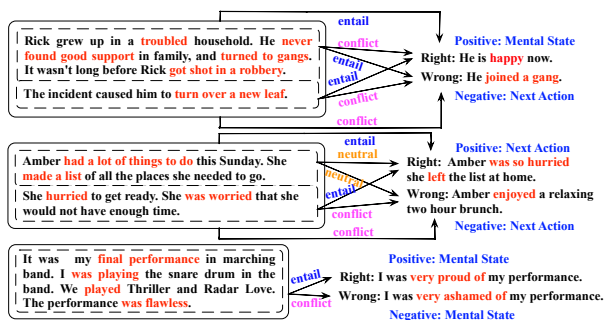 entail
Rick grew up in a troubled household. He never
found good support in family, and turned to gangs.
It wasn't long before Rick got shot in a robbery.
The incident caused him to turn over a new leaf.
conflict
entail
entail
conflict
conflict
Positive: Mental State
Right: He is happy now.
Wrong: He joined a gang.
Negative: Next Action
entail
Amber had a lot of things to do this Sunday. She
made a list of all the places she needed to go.
She hurried to get ready. She was worried that she
would not have enough time.
neutral
neutral
entail
conflict
conflict
Positive: Next Action
Right: Amber was so hurried
she left the list at home.
Wrong: Amber enjoyed a relaxing
two hour brunch.
Negative: Next Action
It was my final performance in marching
band. I was playing the snare drum in the
band. We played Thriller and Radar Love.
The performance was flawless.
entail
conflict
Positive: Mental State
Right: I was very proud of my performance.
Wrong: I was very ashamed of my performance.
Negative: Mental State